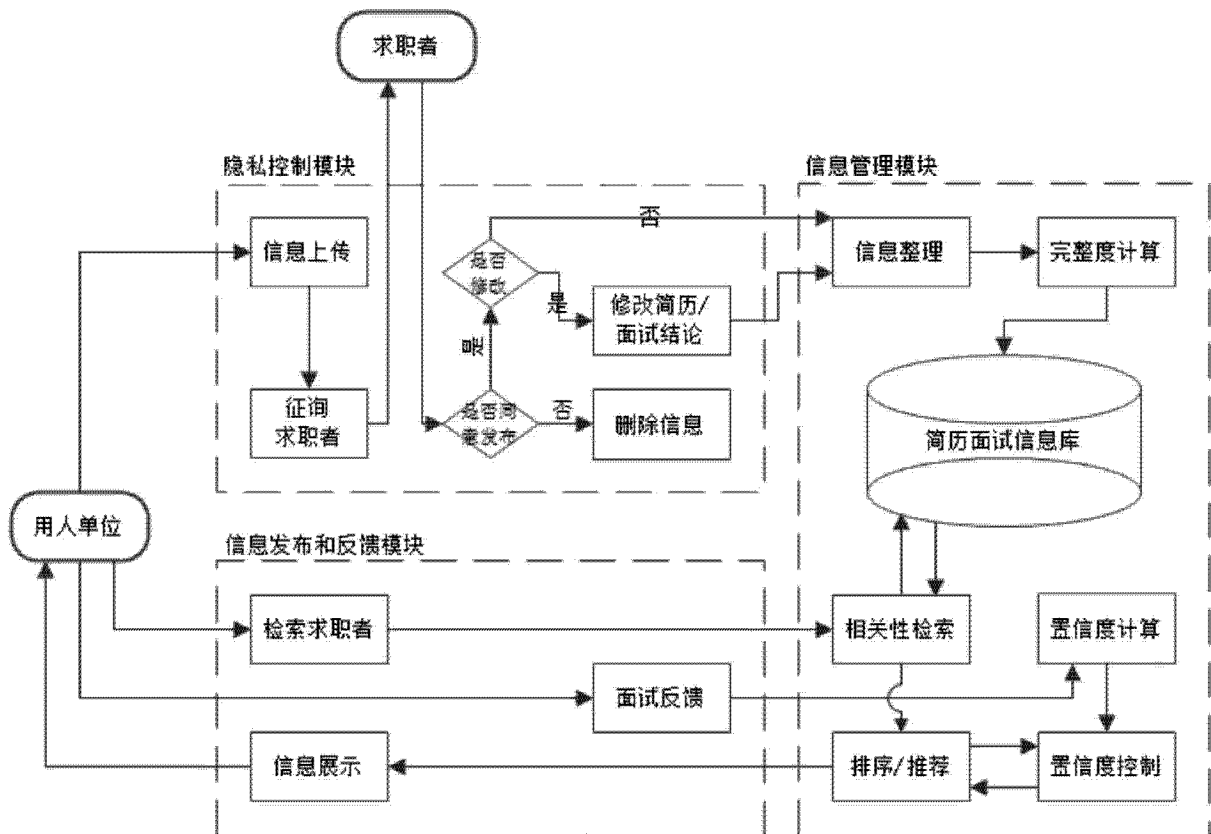 求职者
隐私控制模块
信息管理模块
信息上传
是否
修改
否
是
修改简历/
面试结论
信息整理
完整度计算
是
征询
求职者
是否同
意发布
否
删除信息
简历面试信息库
用人单位
信息发布和反馈模块
检索求职者
相关性检索
置信度计算
面试反馈
信息展示
排序/推荐
置信度控制